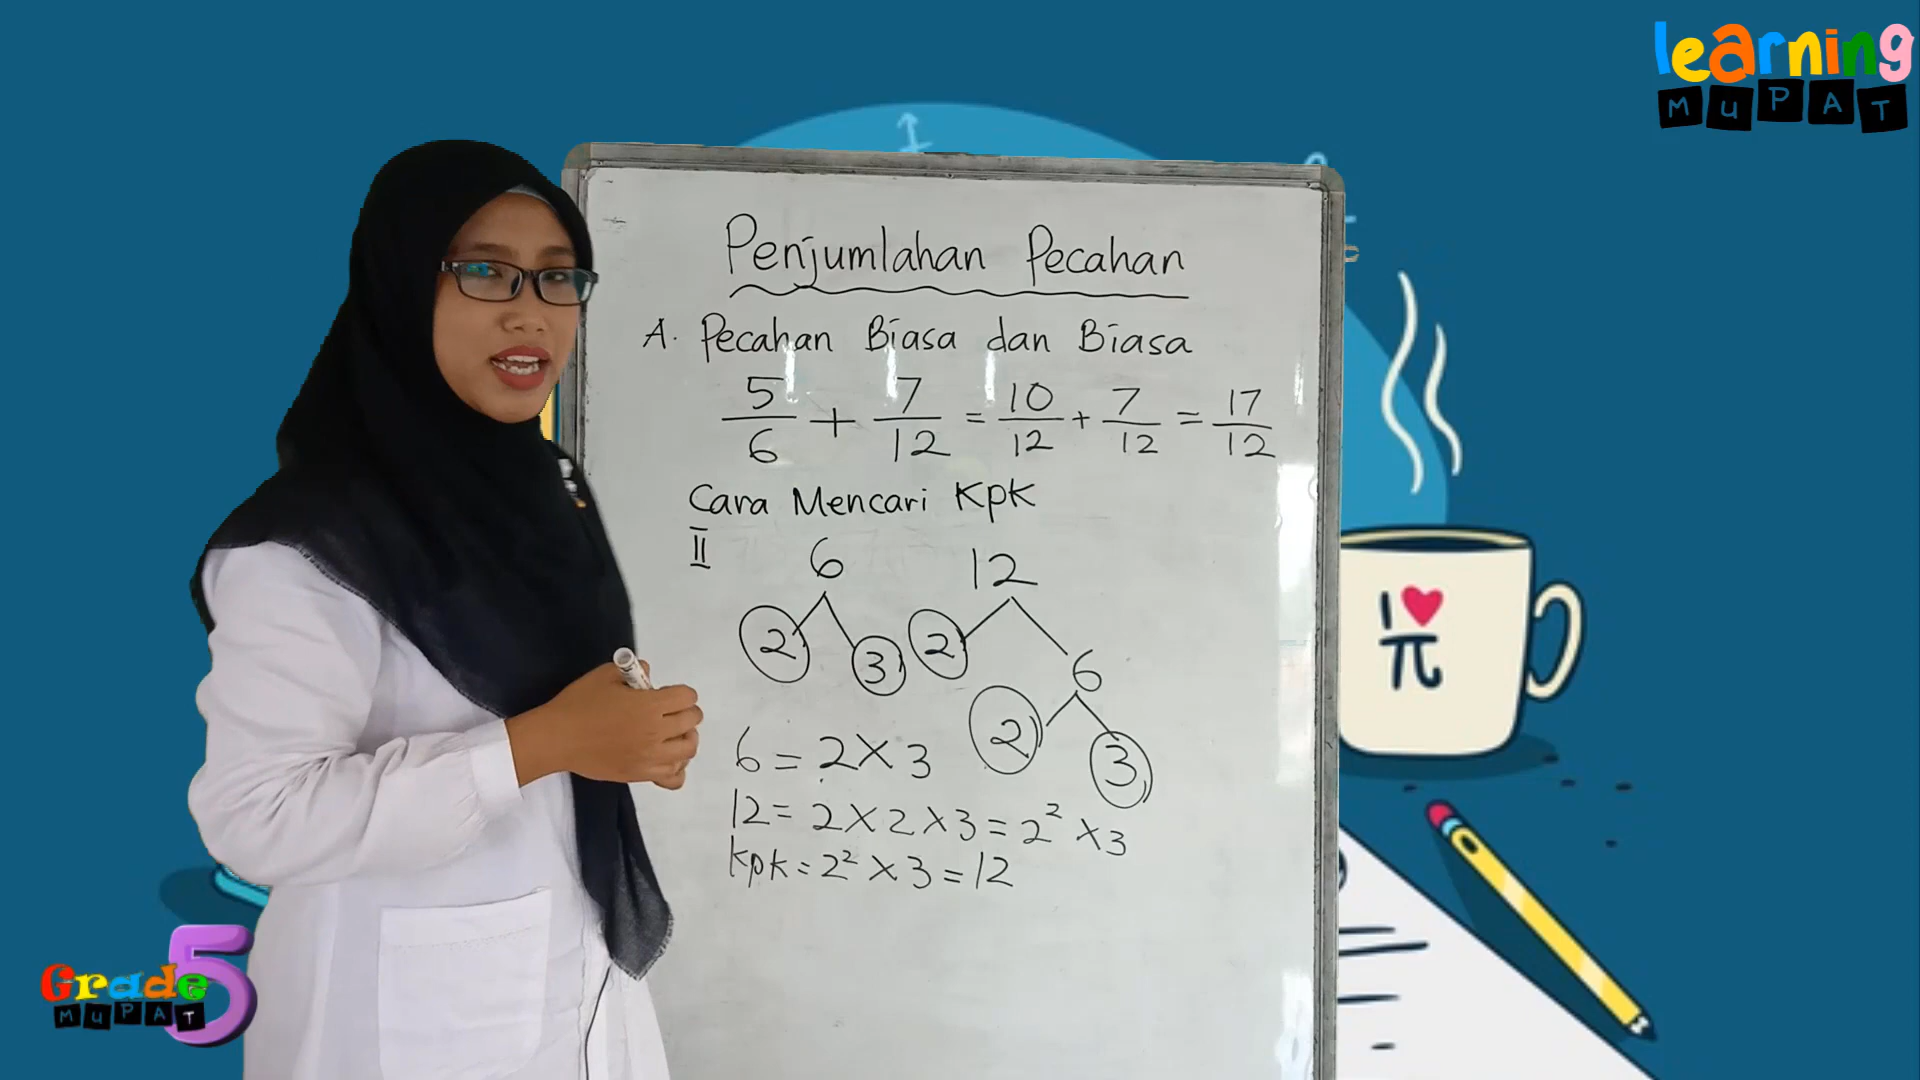 learning
MUPAT
Penjumlahan Pecahan
A. Pecahan Biasa dan Biasa
5/6 + 7/12 = 10/12 + 7/12 = 17/12
Cara Mencari KPK
II
6 12
2 3 2 6
2 3
6 = 2 × 3
12 = 2 × 2 × 3 = 2² × 3
KPK = 2² × 3 = 12
I ❤
π
Grade 5
MUPAT